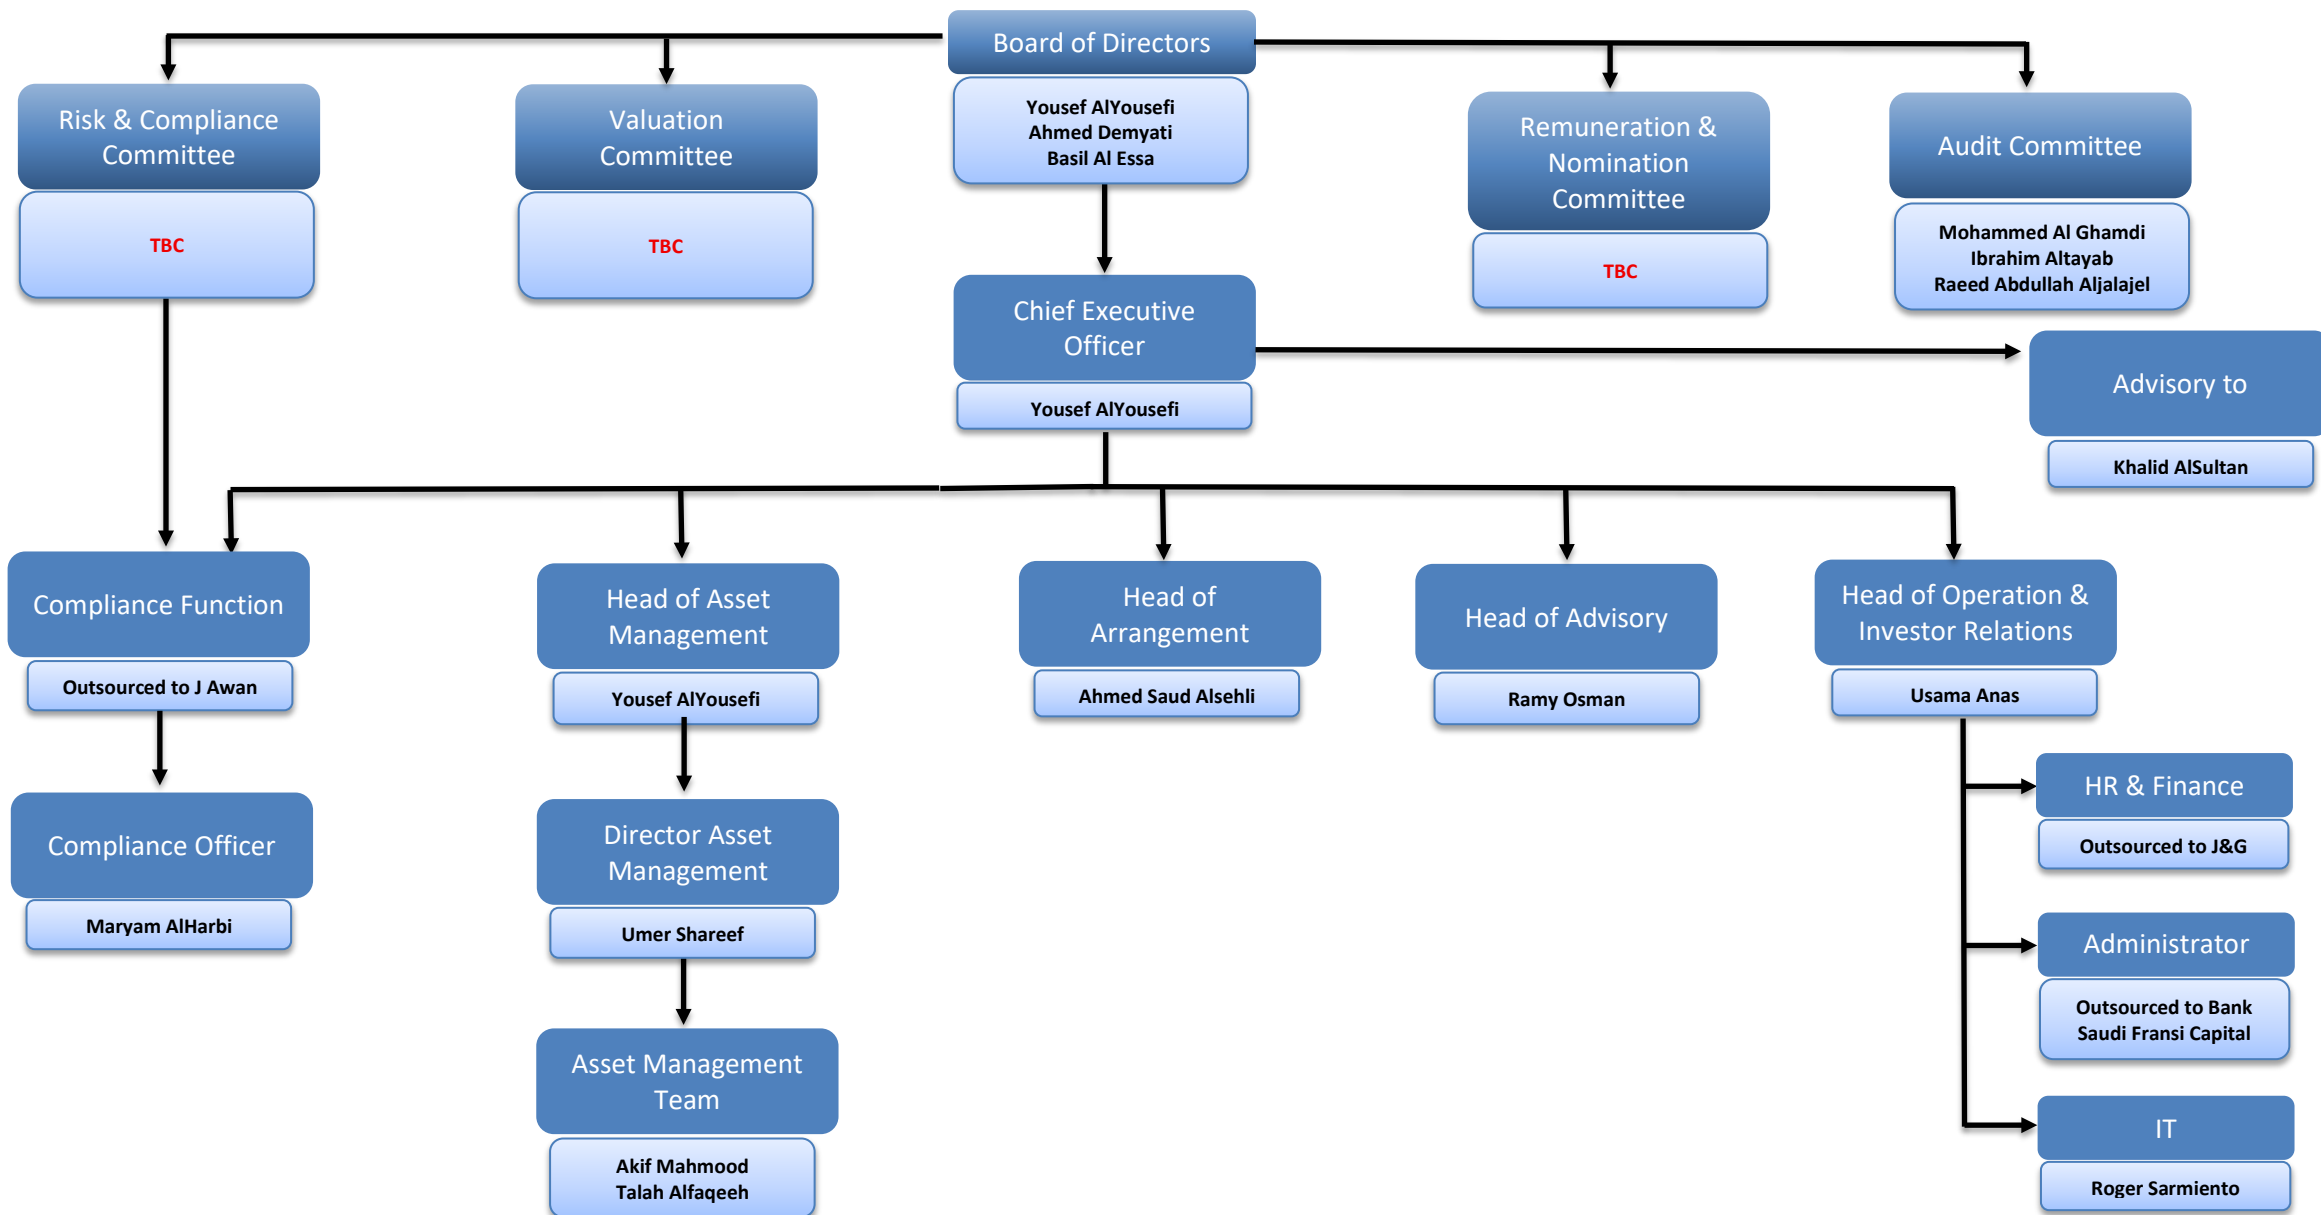 Board of Directors
Yousef AlYousefi
Ahmed Demyati
Basil Al Essa
Risk & Compliance
Committee
TBC
Valuation
Committee
TBC
Remuneration &
Nomination
Committee
TBC
Audit Committee
Mohammed Al Ghamdi
Ibrahim Altayab
Raeed Abdullah Aljalajel
Chief Executive
Officer
Yousef AlYousefi
Advisory to
Khalid AlSultan
Compliance Function
Outsourced to J Awan
Head of Asset
Management
Yousef AlYousefi
Head of
Arrangement
Ahmed Saud Alsehli
Head of Advisory
Ramy Osman
Head of Operation &
Investor Relations
Usama Anas
Compliance Officer
Maryam AlHarbi
Director Asset
Management
Umer Shareef
Asset Management
Team
Akif Mahmood
Talah Alfaqeeh
HR & Finance
Outsourced to J&G
Administrator
Outsourced to Bank
Saudi Fransi Capital
IT
Roger Sarmiento